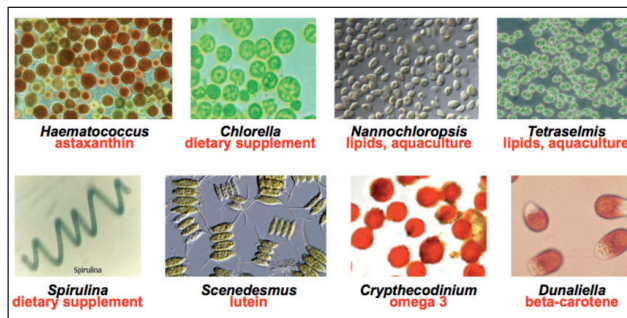 Haematococcus
astaxanthin
Chlorella
dietary supplement
Nannochloropsis
lipids, aquaculture
Tetraselmis
lipids, aquaculture
Spirulina
Spirulina
dietary supplement
Scenedesmus
lutein
Crypthecodinium
omega 3
Dunaliella
beta-carotene